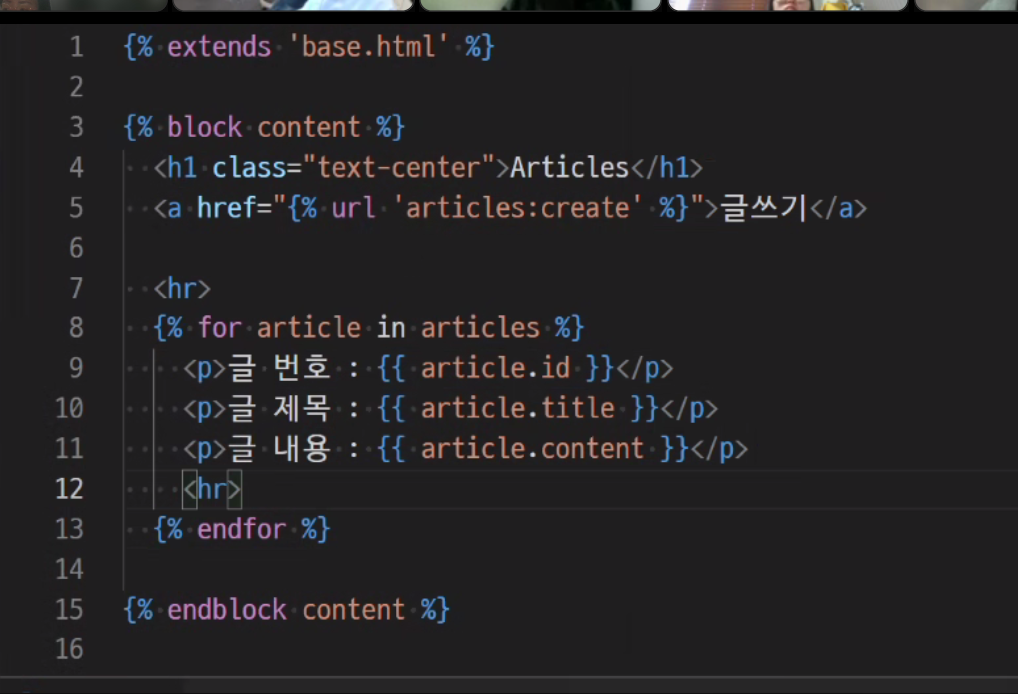 1 {% extends 'base.html' %}
2
3 {% block content %}
4 <h1 class="text-center">Articles</h1>
5 <a href="{% url 'articles:create' %}">글쓰기</a>
6
7 <hr>
8 {% for article in articles %}
9 <p>글 번호 : {{ article.id }}</p>
10 <p>글 제목 : {{ article.title }}</p>
11 <p>글 내용 : {{ article.content }}</p>
12 <hr>
13 {% endfor %}
14
15 {% endblock content %}
16